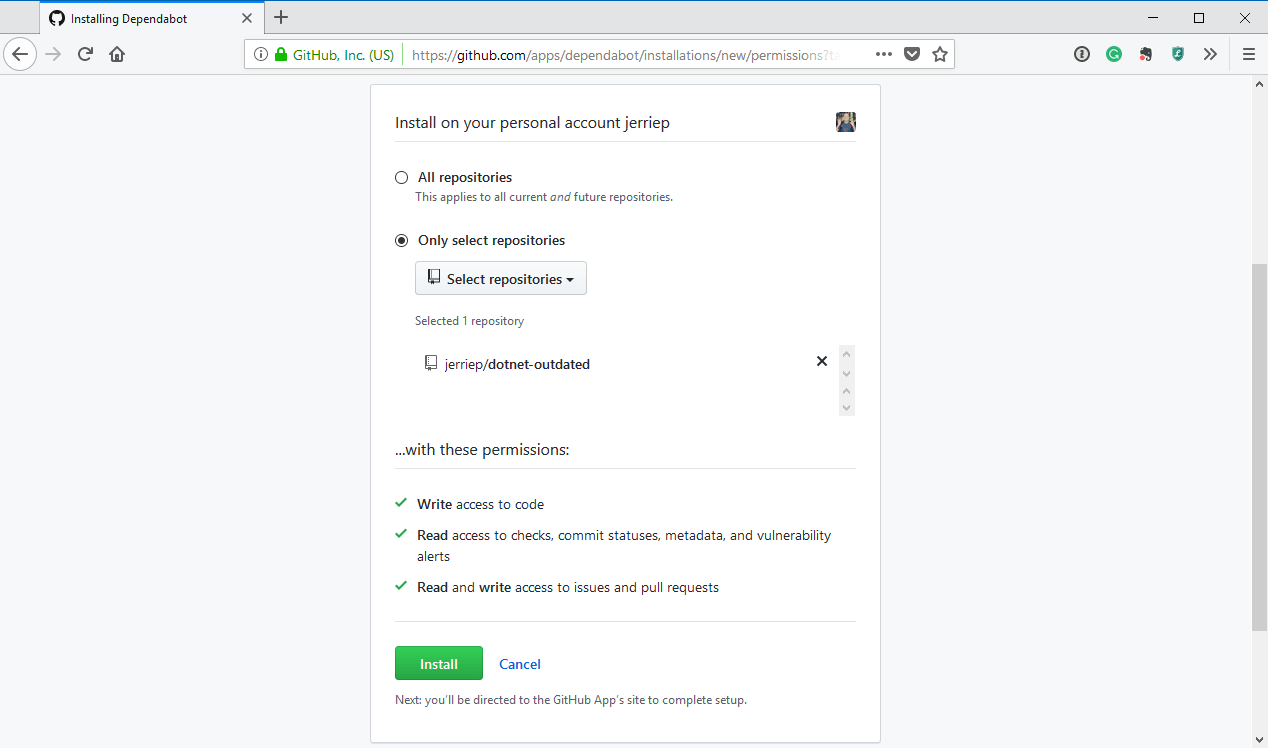 Installing Dependabot
GitHub, Inc. (US)
https://github.com/apps/dependabot/installations/new/permissions?
Install on your personal account jerriep
All repositories
This applies to all current and future repositories.
Only select repositories
Select repositories
Selected 1 repository
jerriep/dotnet-outdated
...with these permissions:
Write access to code
Read access to checks, commit statuses, metadata, and vulnerability
alerts
Read and write access to issues and pull requests
Install Cancel
Next: you'll be directed to the GitHub App's site to complete setup.